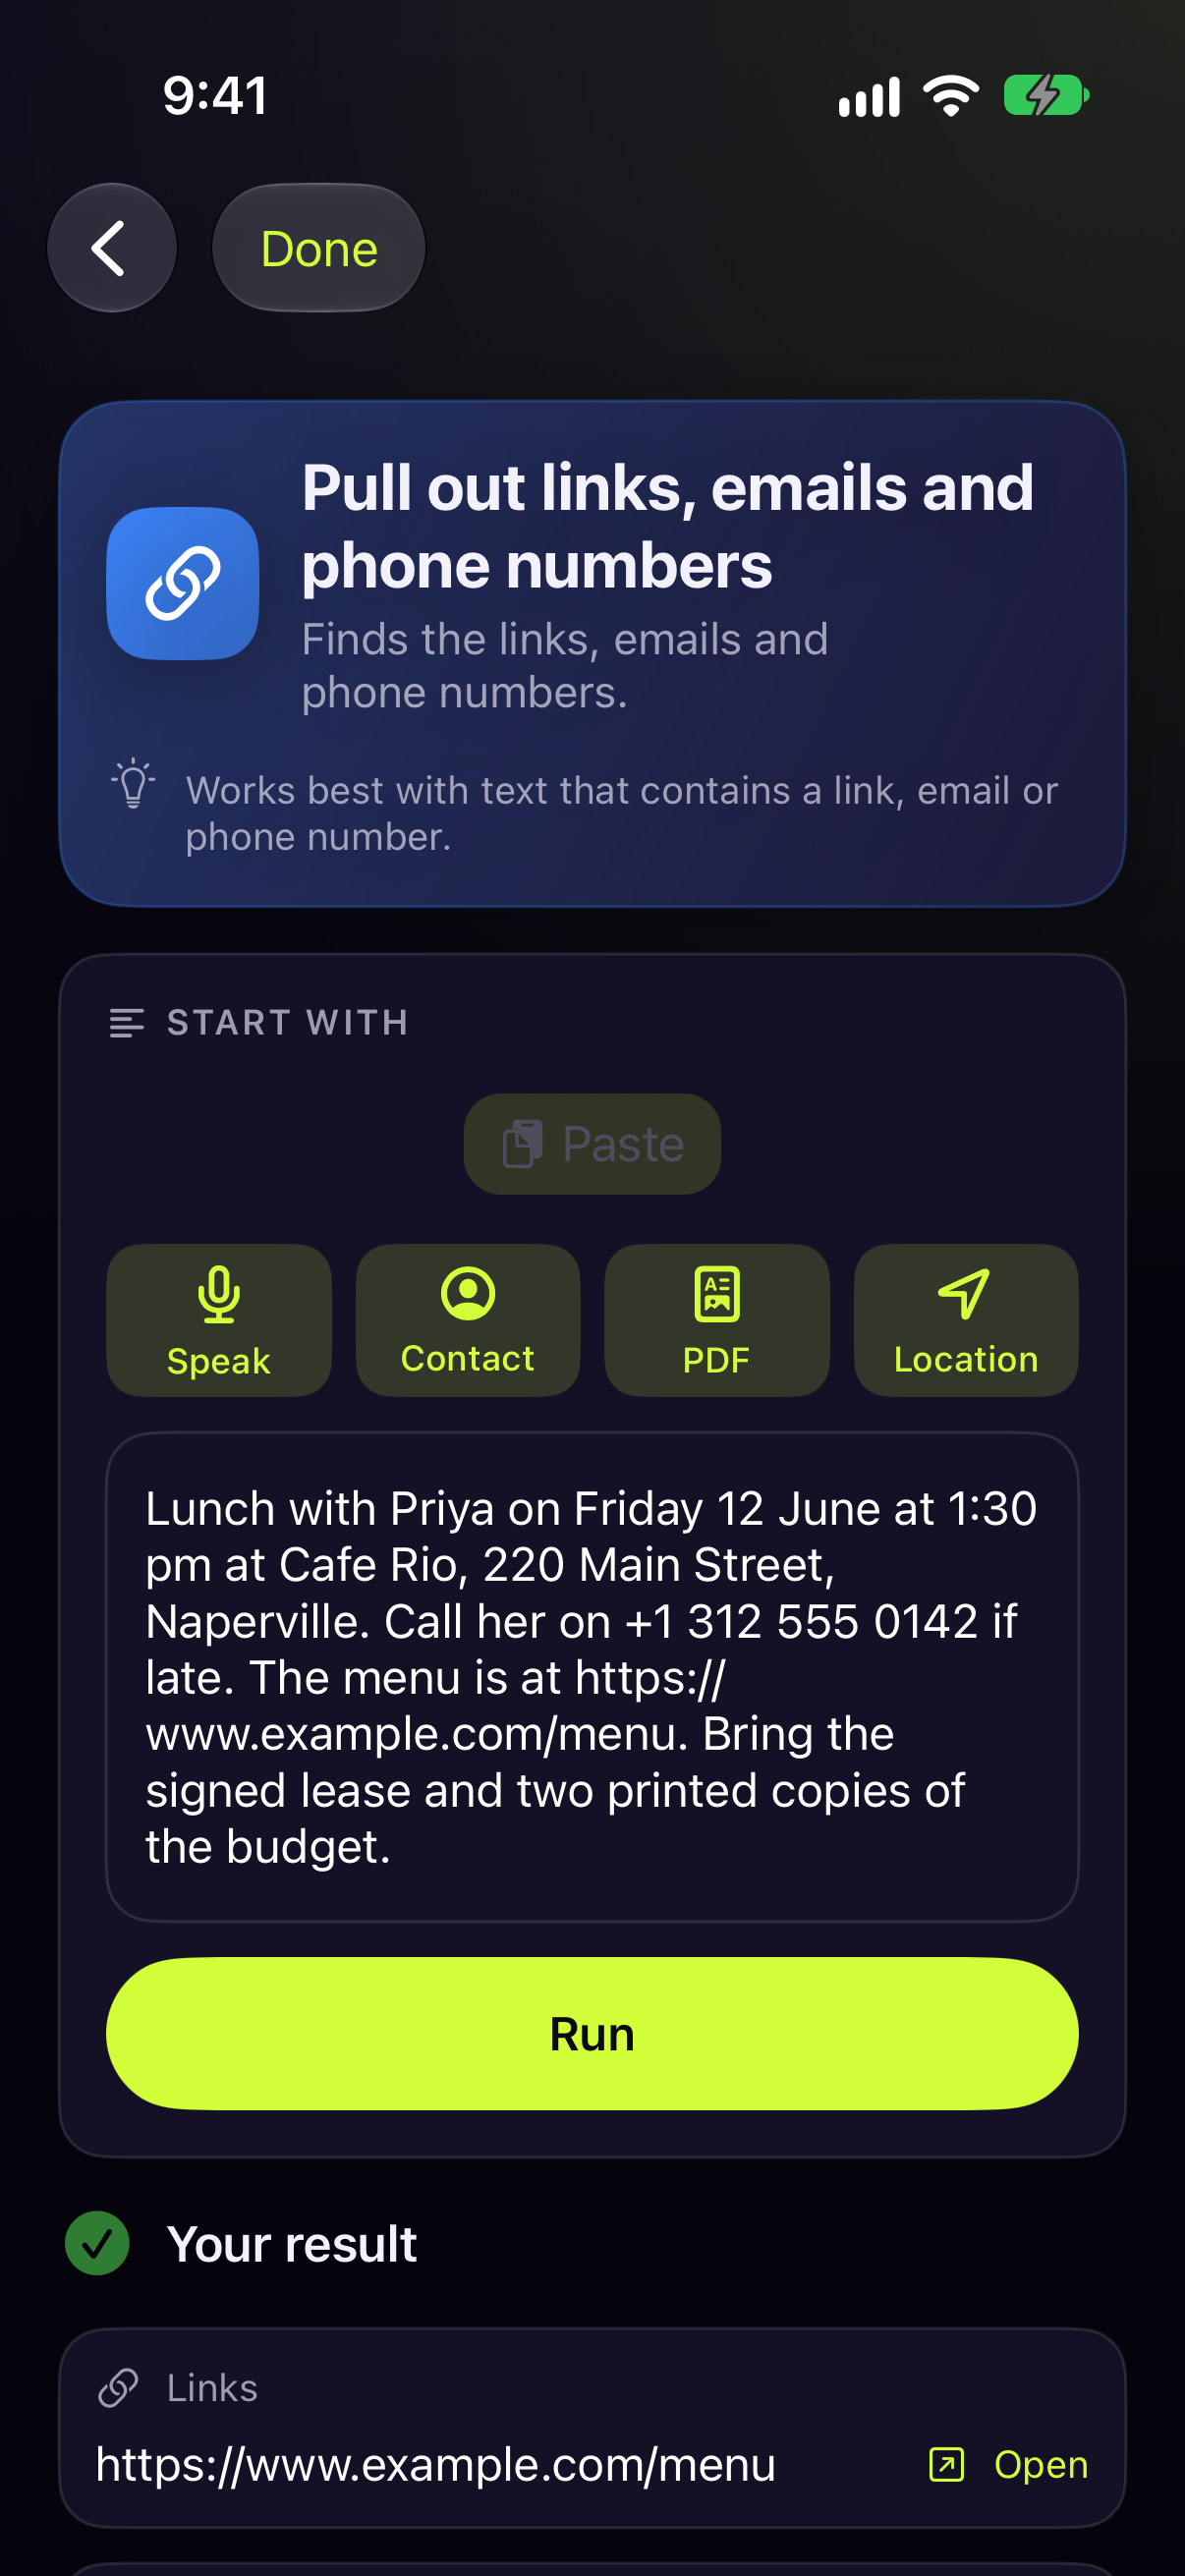 9:41
Done
Pull out links, emails and
phone numbers
Finds the links, emails and
phone numbers.
Works best with text that contains a link, email or
phone number.
START WITH
Paste
Speak
Contact
PDF
Location
Lunch with Priya on Friday 12 June at 1:30
pm at Cafe Rio, 220 Main Street,
Naperville. Call her on +1 312 555 0142 if
late. The menu is at https://
www.example.com/menu. Bring the
signed lease and two printed copies of
the budget.
Run
Your result
Links
https://www.example.com/menu
Open